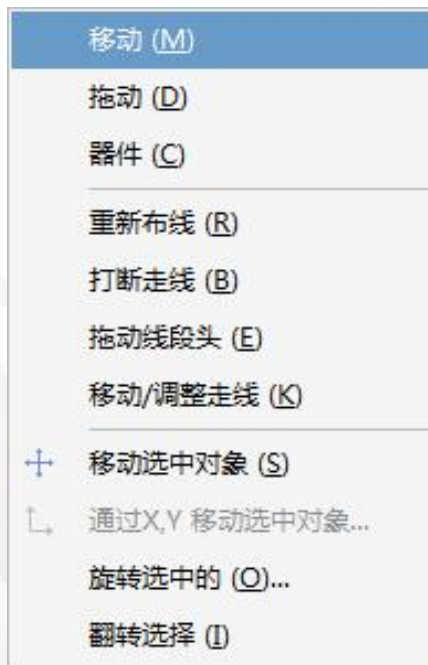 移动 (M)
拖动 (D)
器件 (C)
重新布线 (R)
打断走线 (B)
拖动线段头 (E)
移动/调整走线 (K)
移动选中对象 (S)
通过X,Y 移动选中对象...
旋转选中的 (O)...
翻转选择 (I)